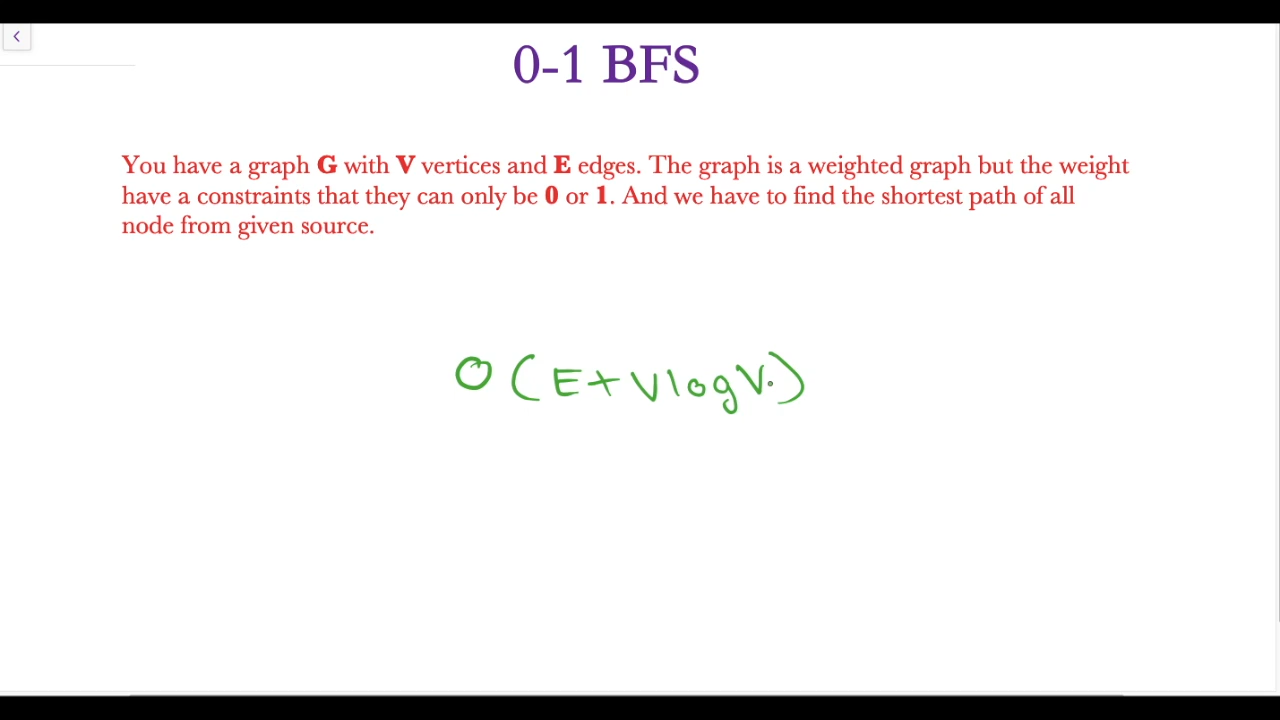 0-1 BFS
You have a graph G with V vertices and E edges. The graph is a weighted graph but the weight
have a constraints that they can only be 0 or 1. And we have to find the shortest path of all
node from given source.
O(E+VlogV)